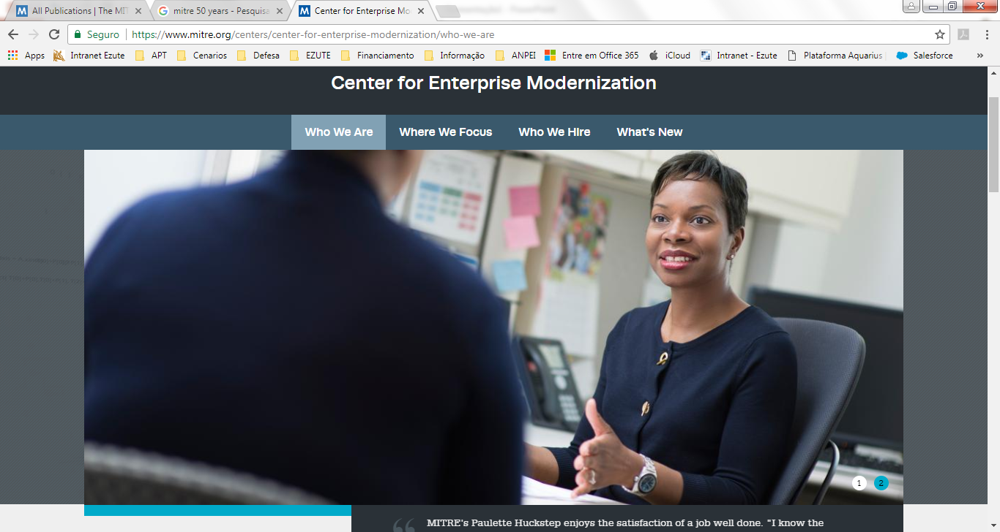 All Publications | The MI
mitre 50 years - Pesquisa
Center for Enterprise Mo
Seguro
https://www.mitre.org/centers/center-for-enterprise-modernization/who-we-are
Apps Intranet Ezute APT Cenarios Defesa EZUTE Financiamento Informação ANPEI Entre em Office 365 iCloud Intranet - Ezute Plataforma Aquarius Salesforce »
Center for Enterprise Modernization
Who We Are Where We Focus Who We HIre What's New
1 2
MITRE's Paulette Huckstep enjoys the satisfaction of a job well done. "I know the